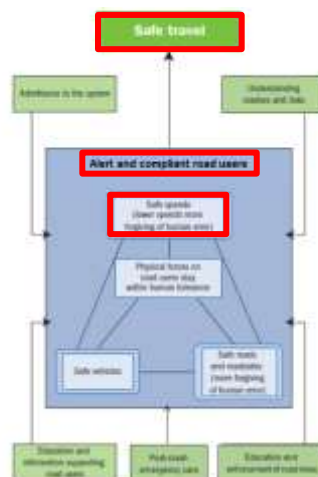 Safe travel
Admittance to the system
Understanding
crashes and risks
Alert and compliant road users
Safe speeds
(lower speeds more
forgiving of human error)
Physical forces on
road users stay
within human tolerance
Safe vehicles
Safe roads
and roadsides
(more forgiving
of human error)
Education and
information supporting
road users
Post-crash
emergency care
Education and
enforcement of road rules